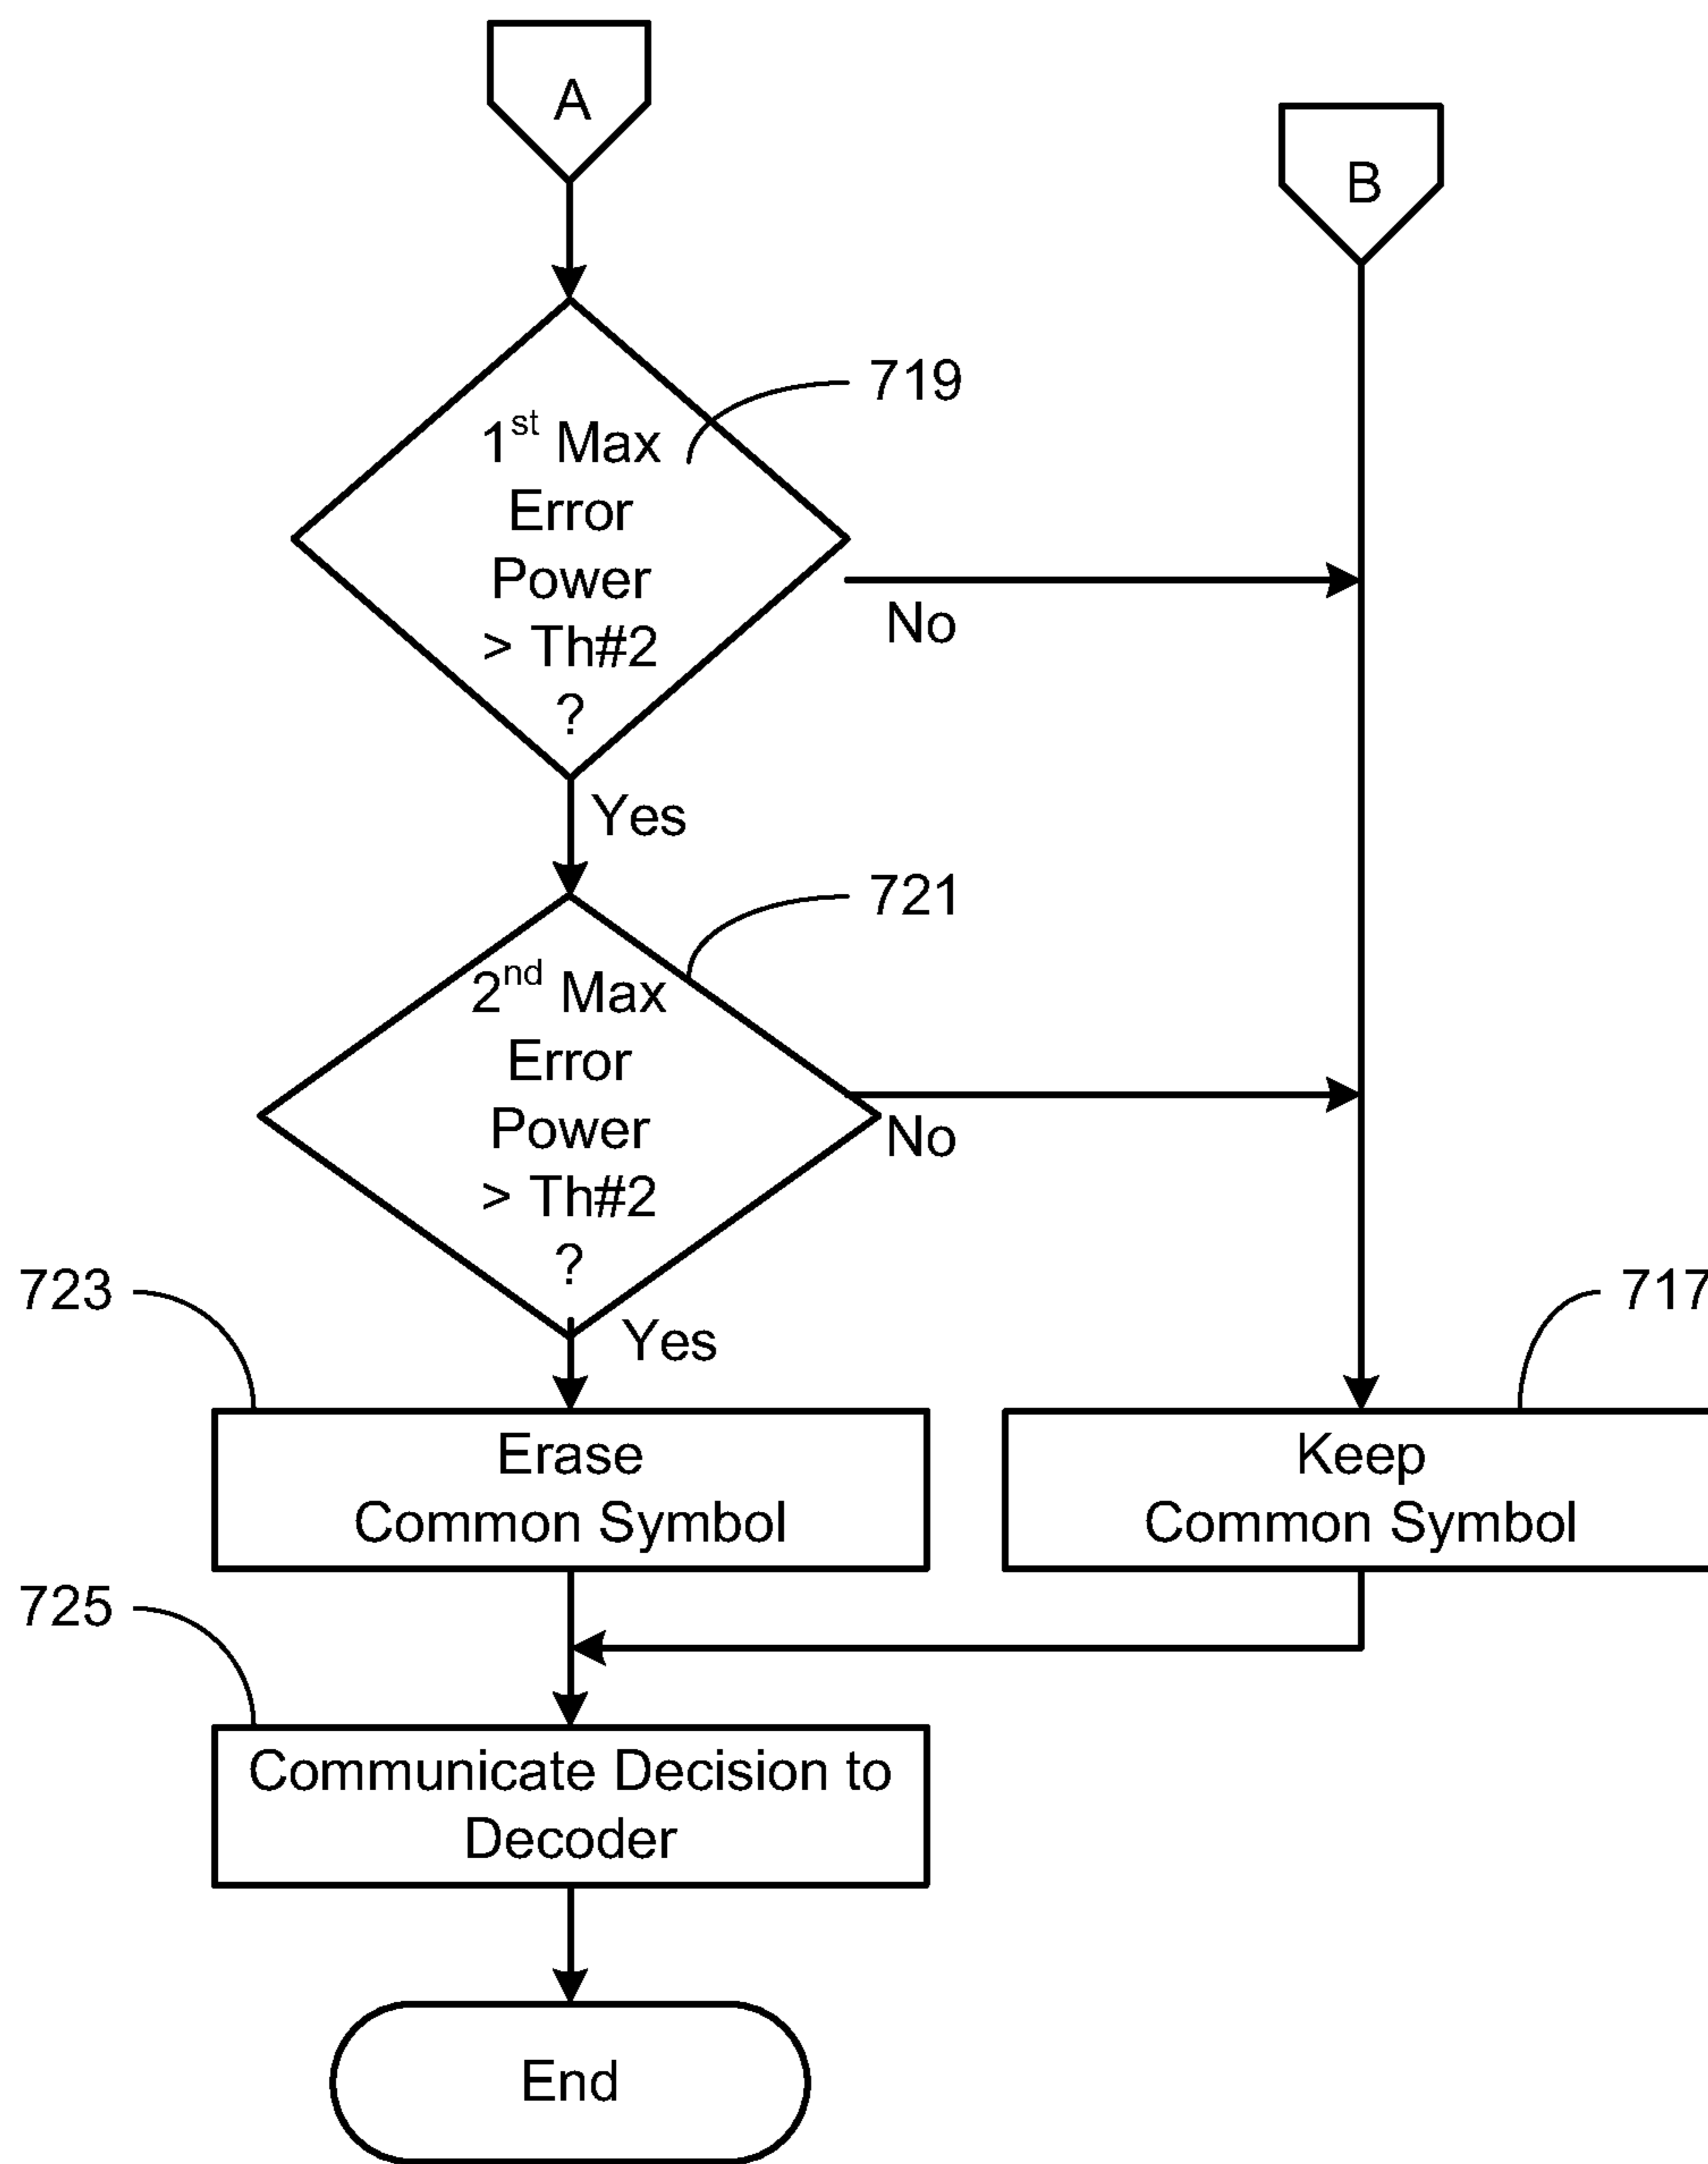 A
B
719
1st Max
Error
Power
> Th#2
?
No
Yes
721
2nd Max
Error
Power
> Th#2
?
No
Yes
723
717
Erase
Common Symbol
Keep
Common Symbol
725
Communicate Decision to
Decoder
End